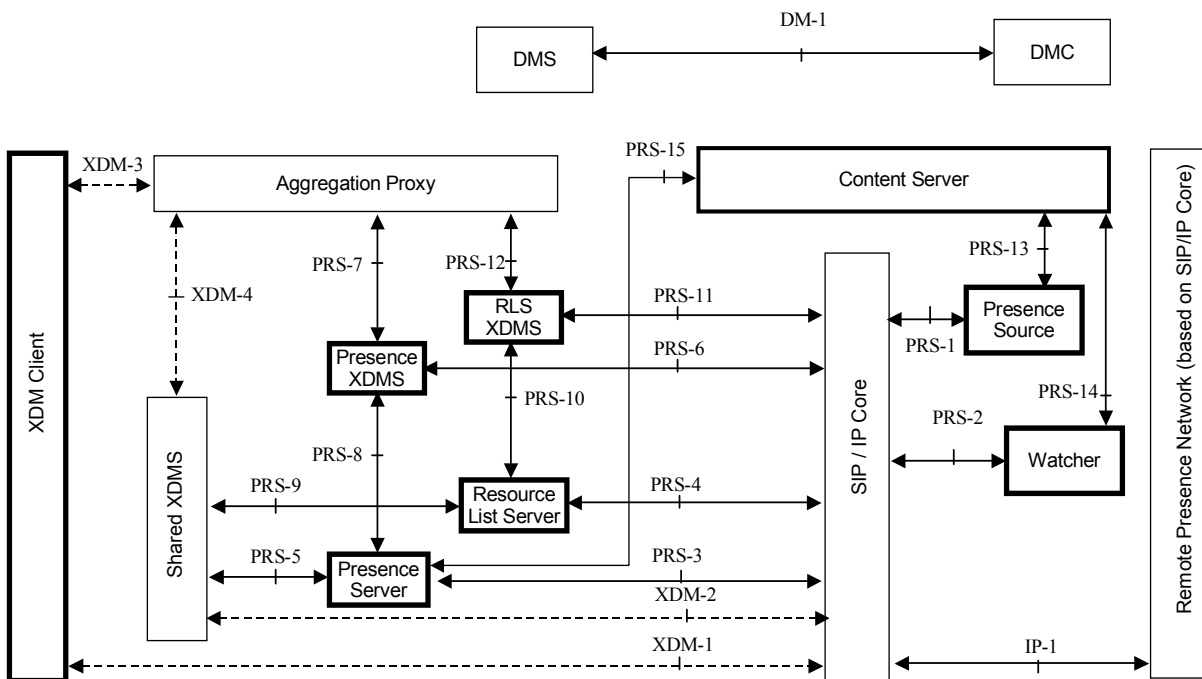 DM-1
DMS
DMC
XDM-3
PRS-15
Aggregation Proxy
Content Server
PRS-13
PRS-7
PRS-12
XDM-4
RLS
XDMS
PRS-11
Presence
Source
PRS-1
Presence
XDMS
PRS-6
PRS-10
PRS-14
PRS-2
Watcher
PRS-8
PRS-9
Resource
List Server
PRS-4
PRS-5
Presence
Server
PRS-3
XDM-2
XDM-1
IP-1
XDM Client
Shared XDMS
SIP / IP Core
Remote Presence Network (based on SIP/IP Core)